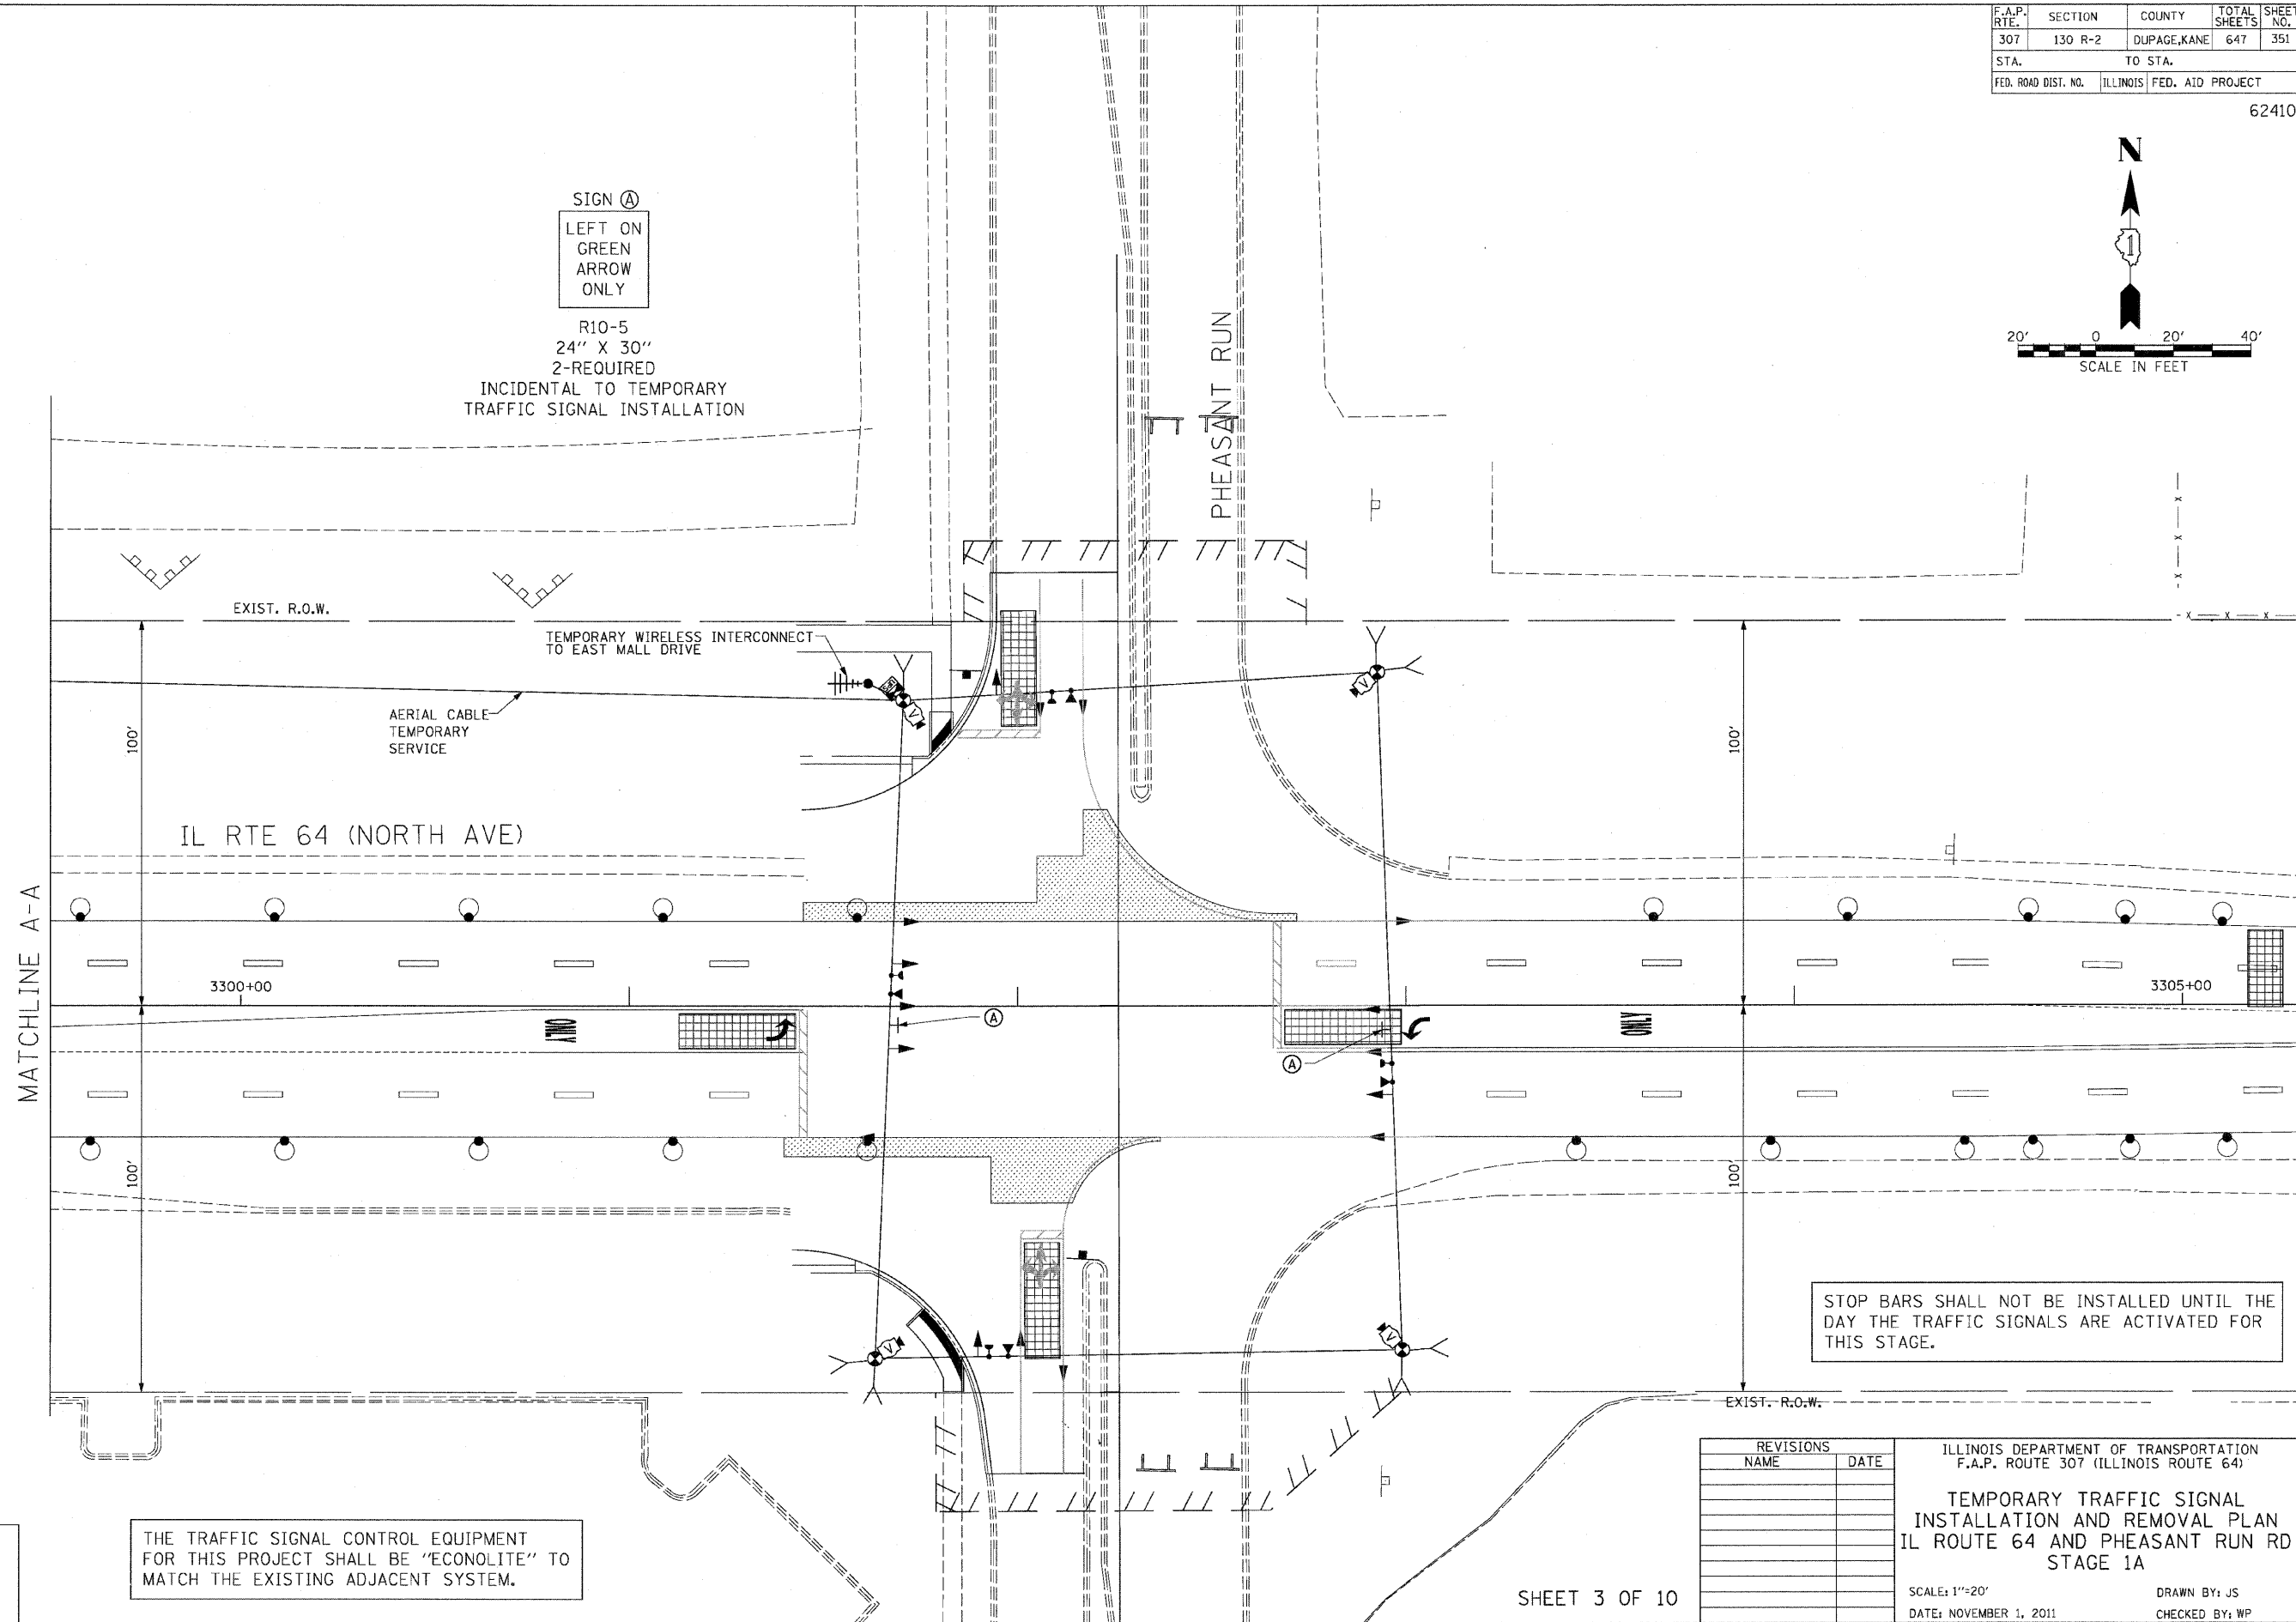 F.A.P. RTE. SECTION COUNTY TOTAL SHEETS SHEET NO.
307 130 R-2 DUPAGE,KANE 647 351
STA. TO STA.
FED. ROAD DIST. NO. ILLINOIS FED. AID PROJECT
62410
N
1
20' 0 20' 40'
SCALE IN FEET
SIGN A
LEFT ON
GREEN
ARROW
ONLY
R10-5
24" X 30"
2-REQUIRED
INCIDENTAL TO TEMPORARY
TRAFFIC SIGNAL INSTALLATION
PHEASANT RUN
EXIST. R.O.W.
TEMPORARY WIRELESS INTERCONNECT
TO EAST MALL DRIVE
AERIAL CABLE
TEMPORARY
SERVICE
100'
100'
V
V
IL RTE 64 (NORTH AVE)
MATCHLINE A-A
3300+00
3305+00
ONLY
A
ONLY
A
100'
100'
V
V
STOP BARS SHALL NOT BE INSTALLED UNTIL THE
DAY THE TRAFFIC SIGNALS ARE ACTIVATED FOR
THIS STAGE.
EXIST. R.O.W.
THE TRAFFIC SIGNAL CONTROL EQUIPMENT
FOR THIS PROJECT SHALL BE "ECONOLITE" TO
MATCH THE EXISTING ADJACENT SYSTEM.
SHEET 3 OF 10
REVISIONS
NAME DATE
ILLINOIS DEPARTMENT OF TRANSPORTATION
F.A.P. ROUTE 307 (ILLINOIS ROUTE 64)
TEMPORARY TRAFFIC SIGNAL
INSTALLATION AND REMOVAL PLAN
IL ROUTE 64 AND PHEASANT RUN RD
STAGE 1A
SCALE: 1"=20' DRAWN BY: JS
DATE: NOVEMBER 1, 2011 CHECKED BY: WP